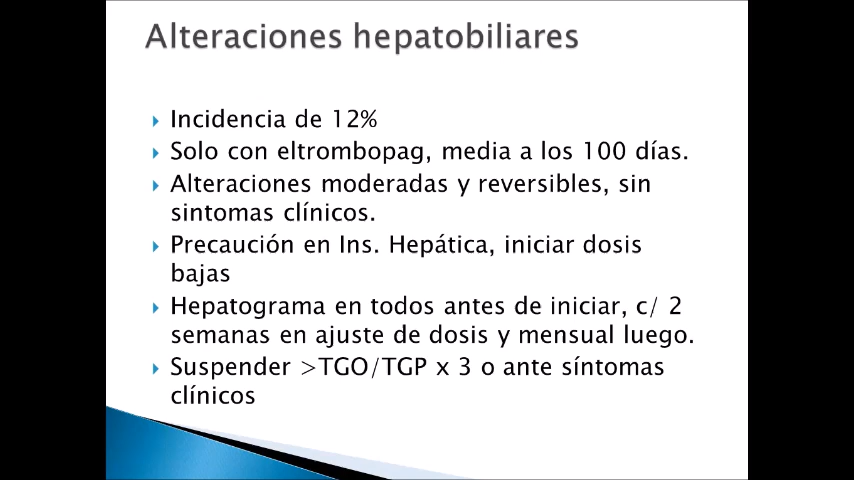 Alteraciones hepatobiliares
Incidencia de 12%
Solo con eltrombopag, media a los 100 días.
Alteraciones moderadas y reversibles, sin
sintomas clínicos.
Precaución en Ins. Hepática, iniciar dosis
bajas
Hepatograma en todos antes de iniciar, c/ 2
semanas en ajuste de dosis y mensual luego.
Suspender >TGO/TGP x 3 o ante síntomas
clínicos